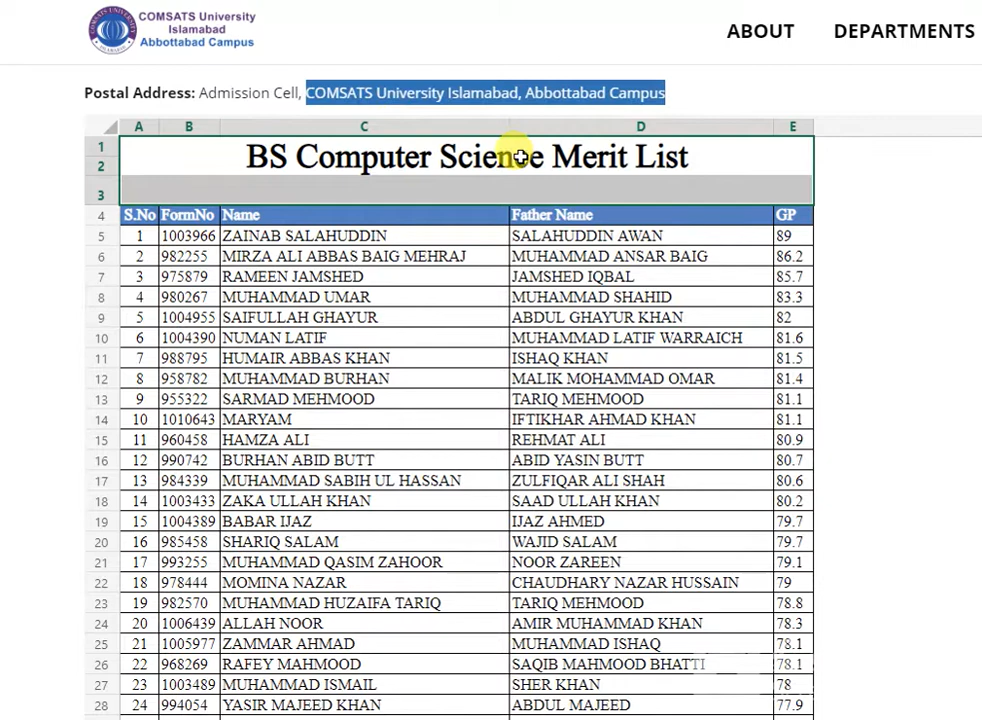 COMSATS University
Islamabad
Abbottabad Campus
ABOUT DEPARTMENTS
Postal Address: Admission Cell, COMSATS University Islamabad, Abbottabad Campus
A B C D E
1
2
3
BS Computer Science Merit List
4 S.No FormNo Name Father Name GP
5 1 1003966 ZAINAB SALAHUDDIN SALAHUDDIN AWAN 89
6 2 982255 MIRZA ALI ABBAS BAIG MEHRAJ MUHAMMAD ANSAR BAIG 86.2
7 3 975879 RAMEEN JAMSHED JAMSHED IQBAL 85.7
8 4 980267 MUHAMMAD UMAR MUHAMMAD SHAHID 83.3
9 5 1004955 SAIFULLAH GHAYUR ABDUL GHAYUR KHAN 82
10 6 1004390 NUMAN LATIF MUHAMMAD LATIF WARRAICH 81.6
11 7 988795 HUMAIR ABBAS KHAN ISHAQ KHAN 81.5
12 8 958782 MUHAMMAD BURHAN MALIK MOHAMMAD OMAR 81.4
13 9 955322 SARMAD MEHMOOD TARIQ MEHMOOD 81.1
14 10 1010643 MARYAM IFTIKHAR AHMAD KHAN 81.1
15 11 960458 HAMZA ALI REHMAT ALI 80.9
16 12 990742 BURHAN ABID BUTT ABID YASIN BUTT 80.7
17 13 984339 MUHAMMAD SABIH UL HASSAN ZULFIQAR ALI SHAH 80.6
18 14 1003433 ZAKA ULLAH KHAN SAAD ULLAH KHAN 80.2
19 15 1004389 BABAR IJAZ IJAZ AHMED 79.7
20 16 985458 SHARIQ SALAM WAJID SALAM 79.7
21 17 993255 MUHAMMAD QASIM ZAHOOR NOOR ZAREEN 79.1
22 18 978444 MOMINA NAZAR CHAUDHARY NAZAR HUSSAIN 79
23 19 982570 MUHAMMAD HUZAIFA TARIQ TARIQ MEHMOOD 78.8
24 20 1006439 ALLAH NOOR AMIR MUHAMMAD KHAN 78.3
25 21 1005977 ZAMMAR AHMAD MUHAMMAD ISHAQ 78.1
26 22 968269 RAFEY MAHMOOD SAQIB MAHMOOD BHATTI 78.1
27 23 1003489 MUHAMMAD ISMAIL SHER KHAN 78
28 24 994054 YASIR MAJEED KHAN ABDUL MAJEED 77.9